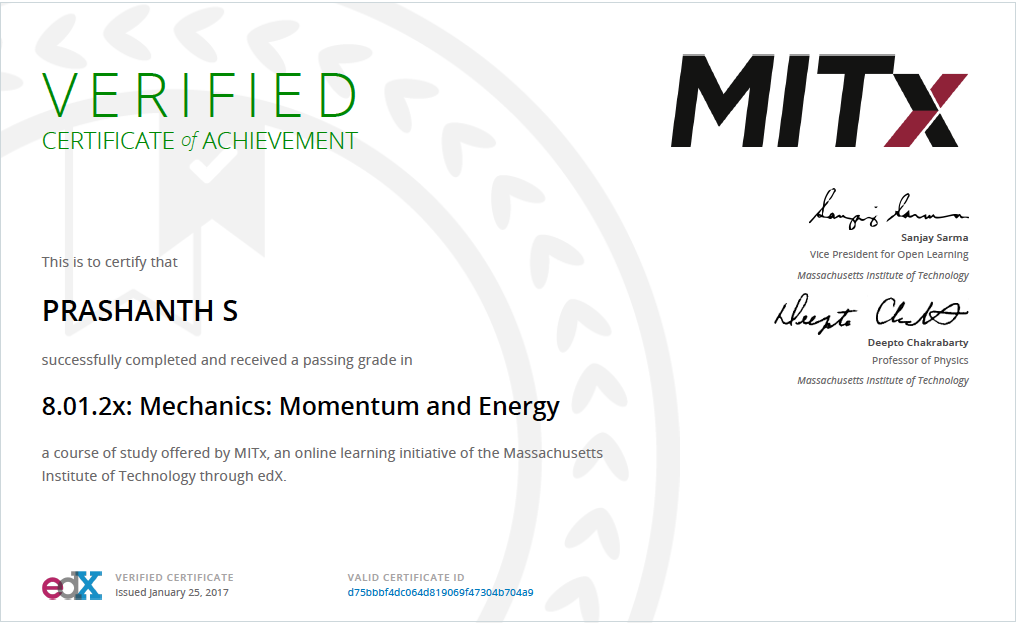 VERIFIED
CERTIFICATE of ACHIEVEMENT
MITx
Sanjay Sarma
Sanjay Sarma
Vice President for Open Learning
Massachusetts Institute of Technology
This is to certify that
PRASHANTH S
Deepto Chakrabarty
Deepto Chakrabarty
Professor of Physics
Massachusetts Institute of Technology
successfully completed and received a passing grade in
8.01.2x: Mechanics: Momentum and Energy
a course of study offered by MITx, an online learning initiative of the Massachusetts
Institute of Technology through edX.
edX
VERIFIED CERTIFICATE
Issued January 25, 2017
VALID CERTIFICATE ID
d75bbbf4dc064d819069f47304b704a9